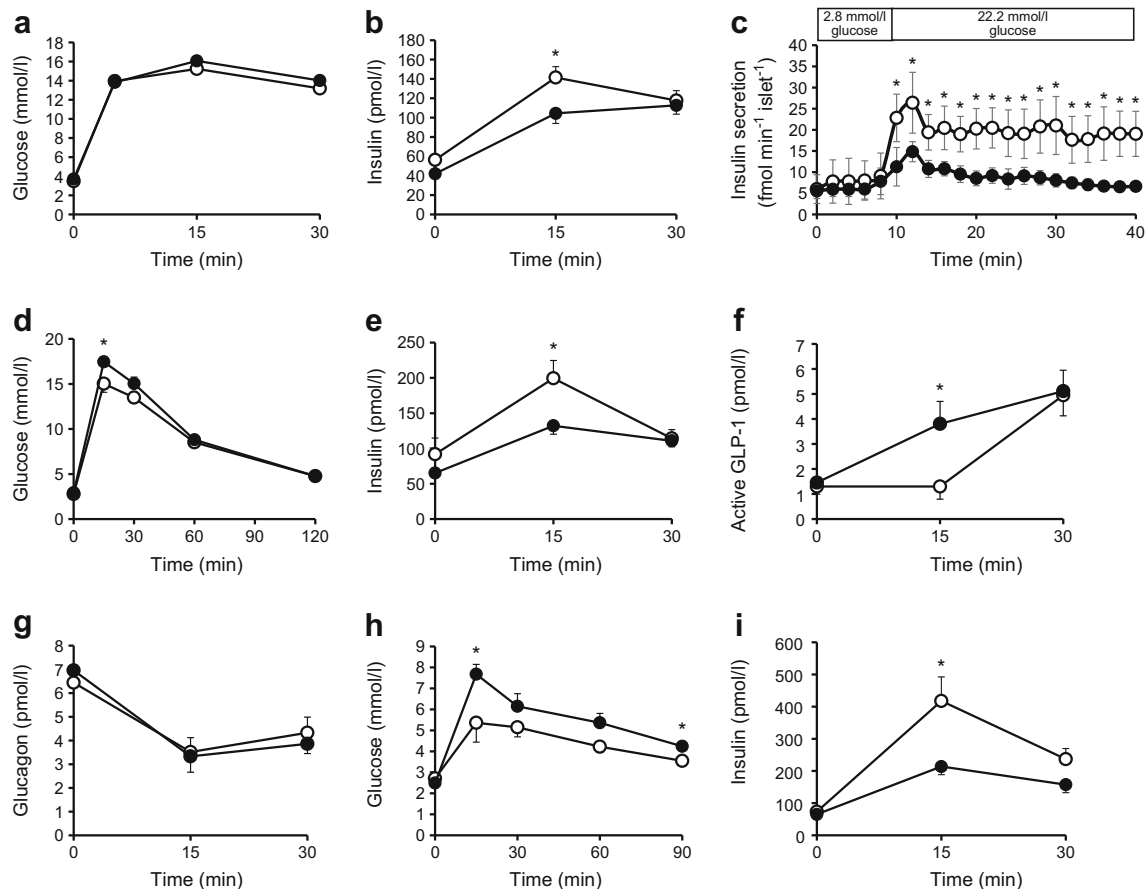 a
18
16
14
12
10
8
6
4
2
0
Glucose (mmol/l)
0 15 30
Time (min)
b
180
160
140
120
100
80
60
40
20
0
Insulin (pmol/l)
*
0 15 30
Time (min)
c
2.8 mmol/l
glucose
22.2 mmol/l
glucose
40
35
30
25
20
15
10
5
0
Insulin secretion
(fmol min-1 Islet-1)
* * * * * * * * * * * * * * * *
0 10 20 30 40
Time (min)
d
20
15
10
5
0
Glucose (mmol/l)
*
0 30 60 90 120
Time (min)
e
250
200
150
100
50
0
Insulin (pmol/l)
*
0 15 30
Time (min)
f
7
6
5
4
3
2
1
0
Active GLP-1 (pmol/l)
*
0 15 30
Time (min)
g
8
7
6
5
4
3
2
1
0
Glucagon (pmol/l)
0 15 30
Time (min)
h
9
8
7
6
5
4
3
2
1
0
Glucose (mmol/l)
* *
0 30 60 90
Time (min)
i
600
500
400
300
200
100
0
Insulin (pmol/l)
*
0 15 30
Time (min)